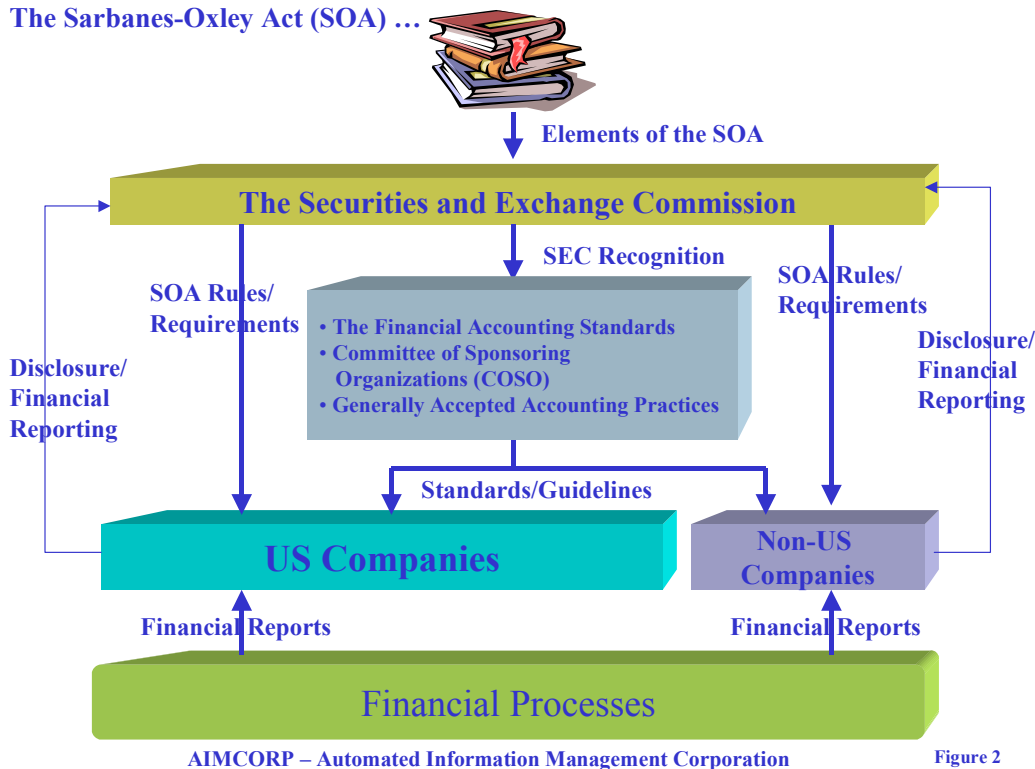 The Sarbanes-Oxley Act (SOA) …
Elements of the SOA
The Securities and Exchange Commission
SEC Recognition
SOA Rules/
Requirements
SOA Rules/
Requirements
• The Financial Accounting Standards
• Committee of Sponsoring
Organizations (COSO)
• Generally Accepted Accounting Practices
Disclosure/
Financial
Reporting
Disclosure/
Financial
Reporting
Standards/Guidelines
US Companies
Non-US
Companies
Financial Reports
Financial Reports
Financial Processes
AIMCORP – Automated Information Management Corporation
Figure 2